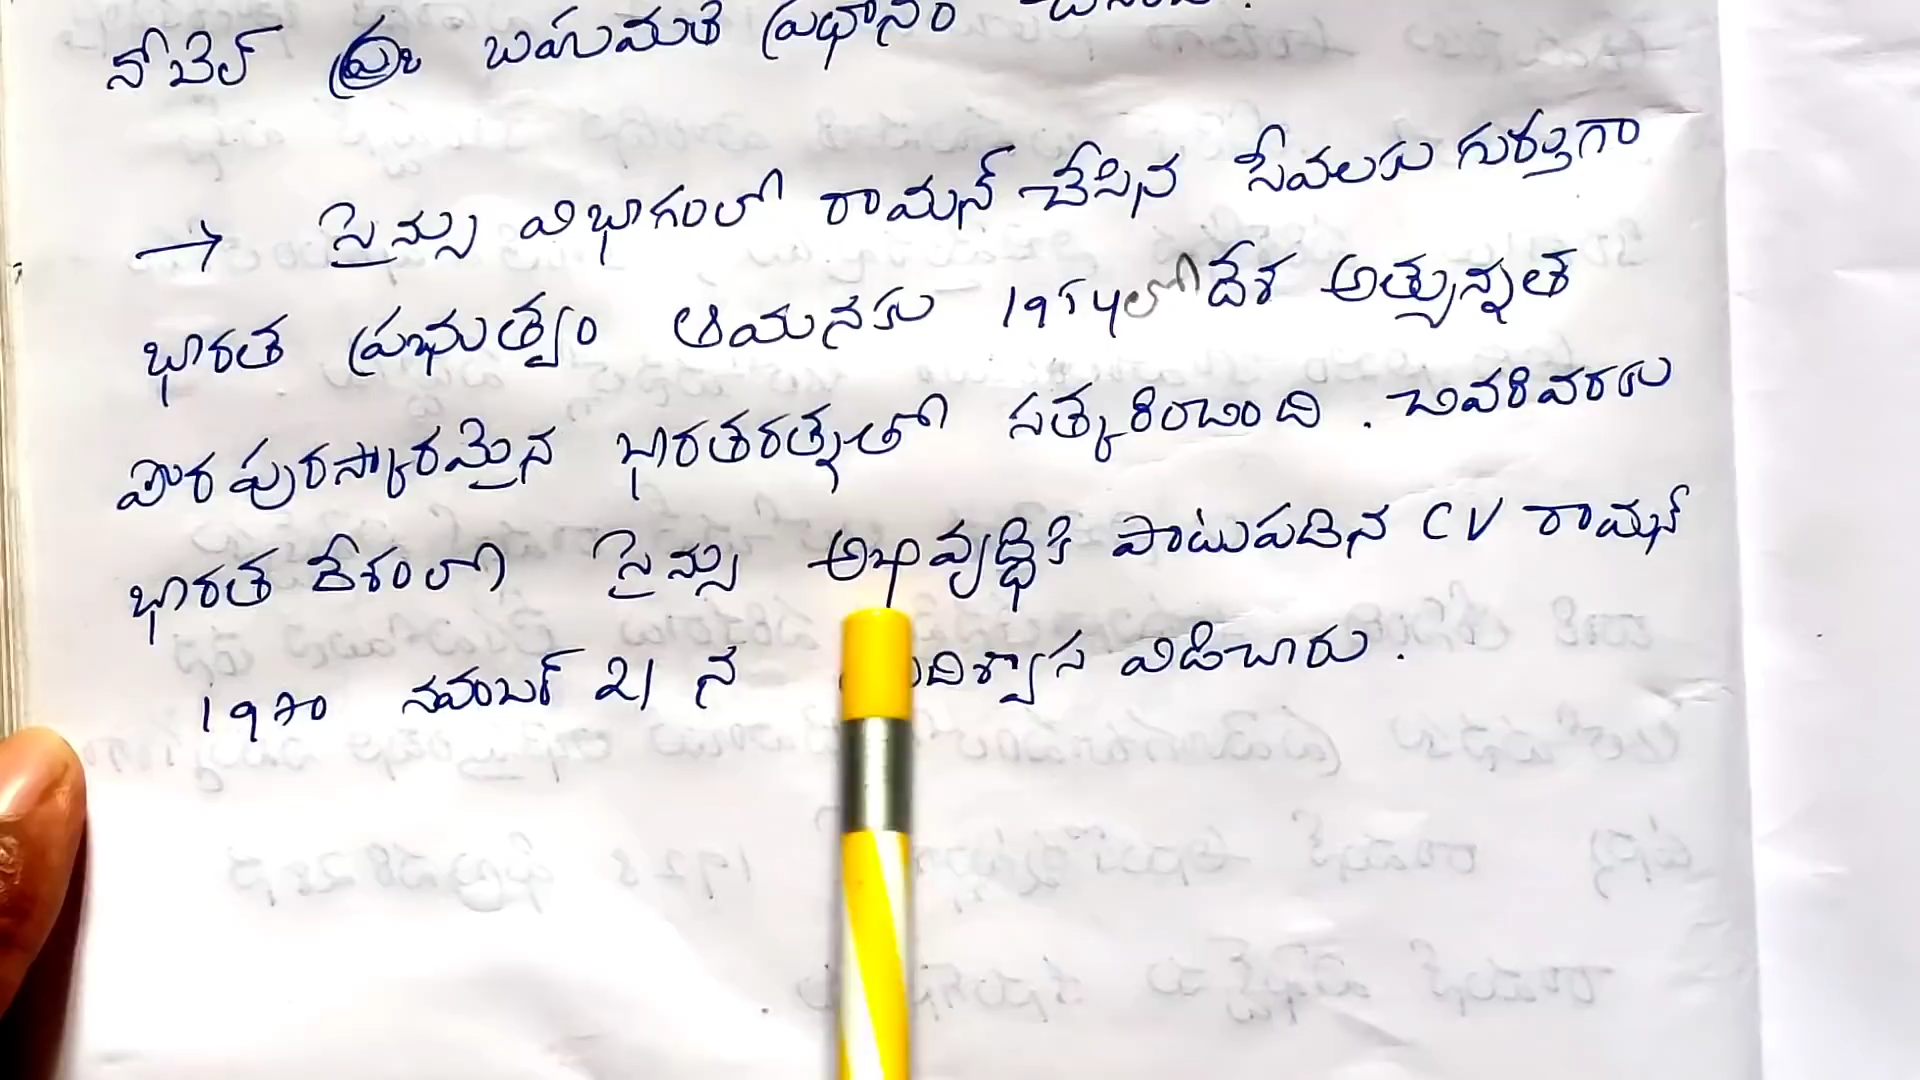 నోబెల్ బహుమతి ప్రధానం
→ సైన్సు విభాగంలో రామన్ చేసిన సేవలకు గుర్తుగా
భారత ప్రభుత్వం ఆయనకు 1954లో దేశ అత్యున్నత
పౌర పురస్కారమైన భారతరత్నతో సత్కరించింది. చివరివరకు
భారత దేశంలో సైన్సు అభివృద్ధికి పాటుపడిన CV రామన్
1970 నవంబర్ 21 న విడిచారు.